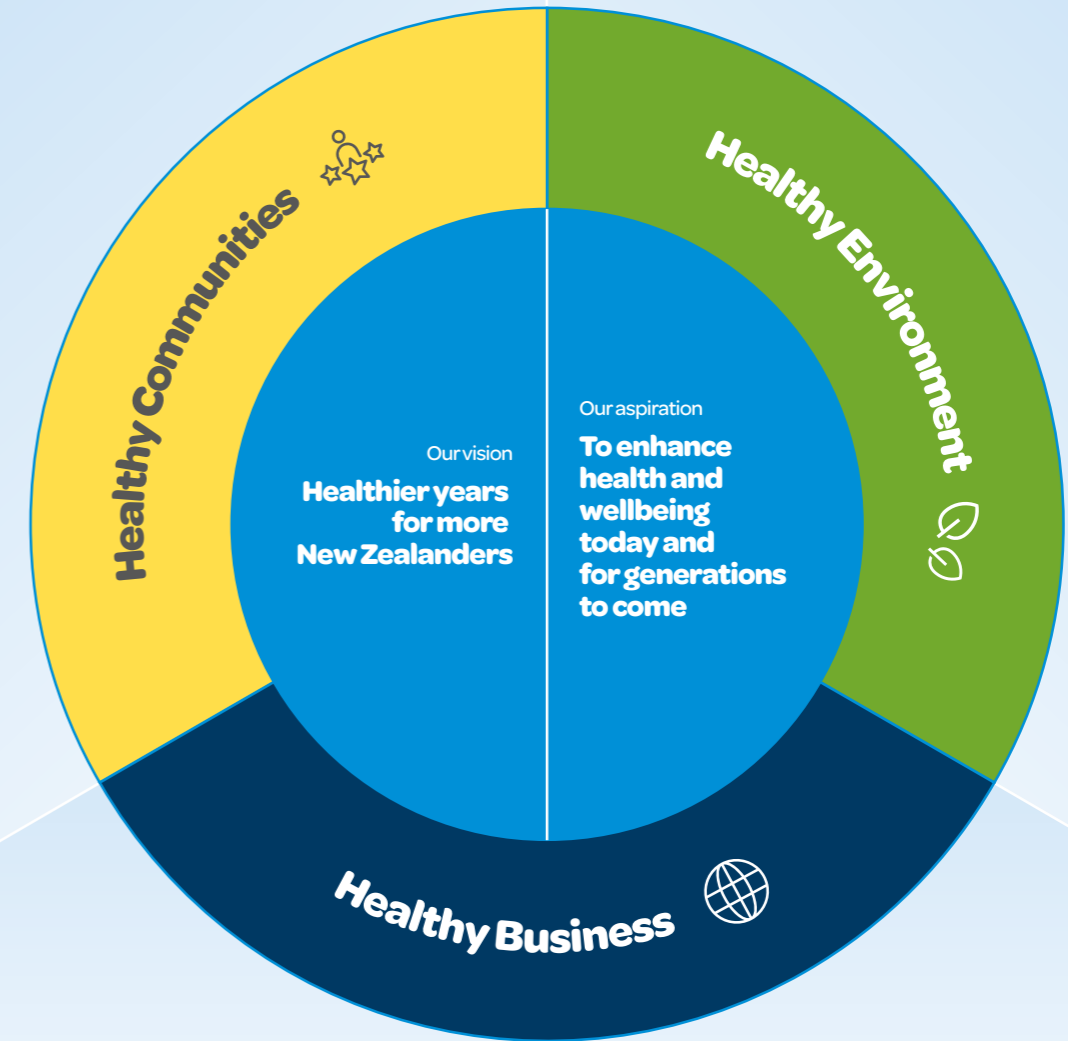 Healthy Communities
Healthy Environment
Our vision
Healthier years
for more
New Zealanders
Our aspiration
To enhance
health and
wellbeing
today and
for generations
to come
Healthy Business